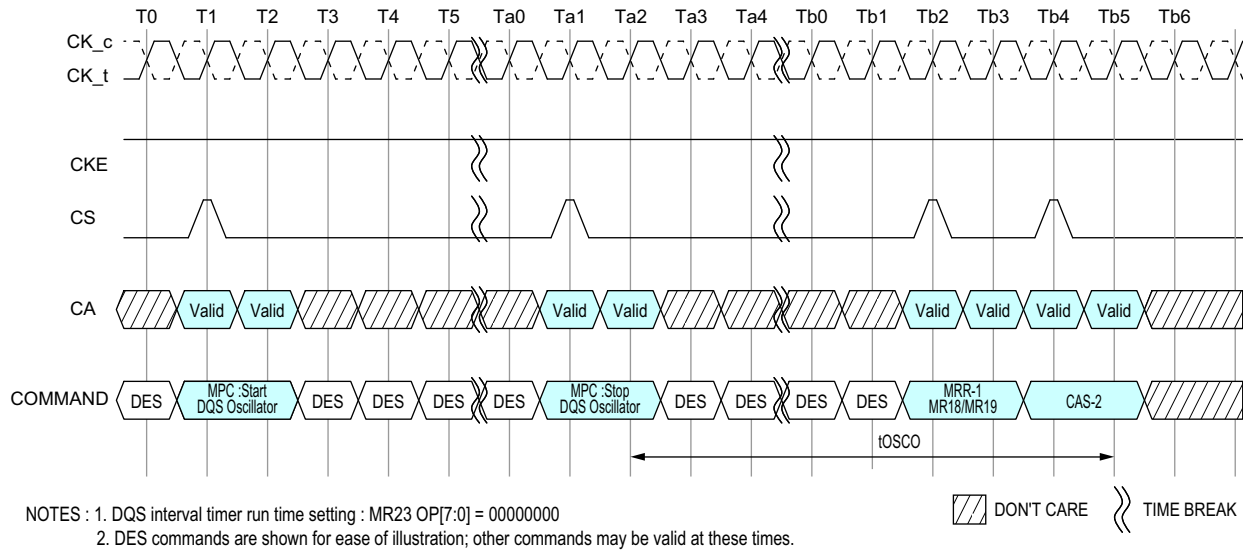 T0 T1 T2 T3 T4 T5 Ta0 Ta1 Ta2 Ta3 Ta4 Tb0 Tb1 Tb2 Tb3 Tb4 Tb5 Tb6
CK_c
CK_t
CKE
CS
CA Valid Valid Valid Valid Valid Valid Valid Valid
COMMAND DES MPC :Start DQS Oscillator DES DES DES DES MPC :Stop DQS Oscillator DES DES DES DES MRR-1 MR18/MR19 CAS-2
tOSCO
DON'T CARE TIME BREAK
NOTES : 1. DQS interval timer run time setting : MR23 OP[7:0] = 00000000
2. DES commands are shown for ease of illustration; other commands may be valid at these times.